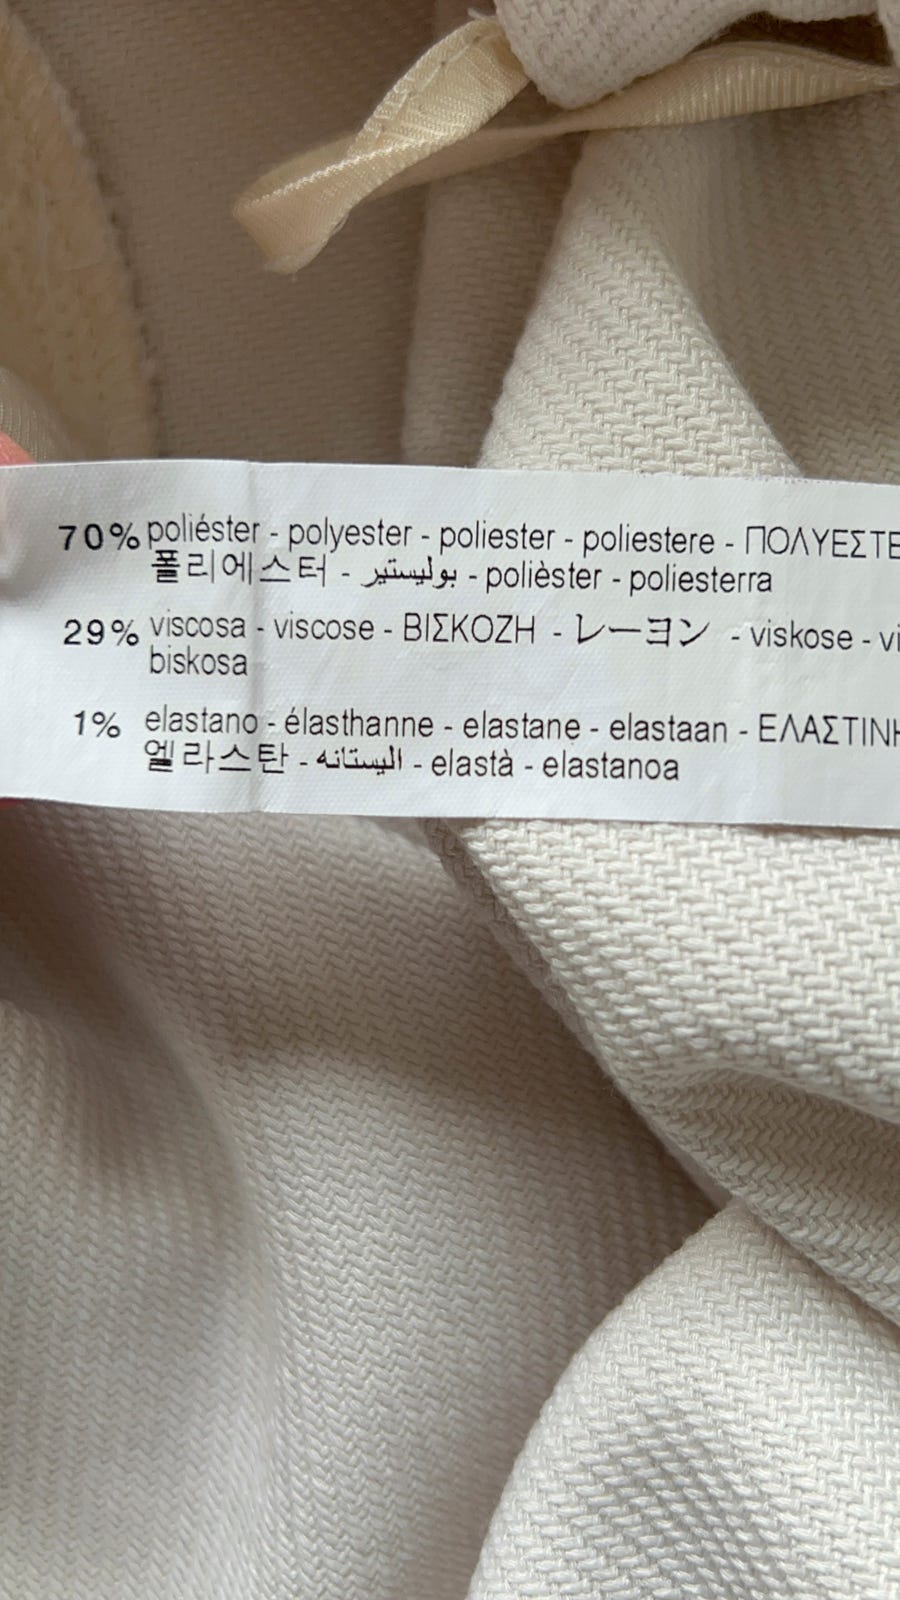 70% poliéster - polyester - poliester - poliestere - ΠΟΛΥΕΣΤΕ
폴리에스터 - بوليستير - polièster - poliesterra
29% viscosa - viscose - ΒΙΣΚΟΖΗ - レーヨン - viskose - vi
biskosa
1% elastano - élasthanne - elastane - elastaan - ΕΛΑΣΤΙΝΗ
엘라스탄 - اليستانه - elastà - elastanoa